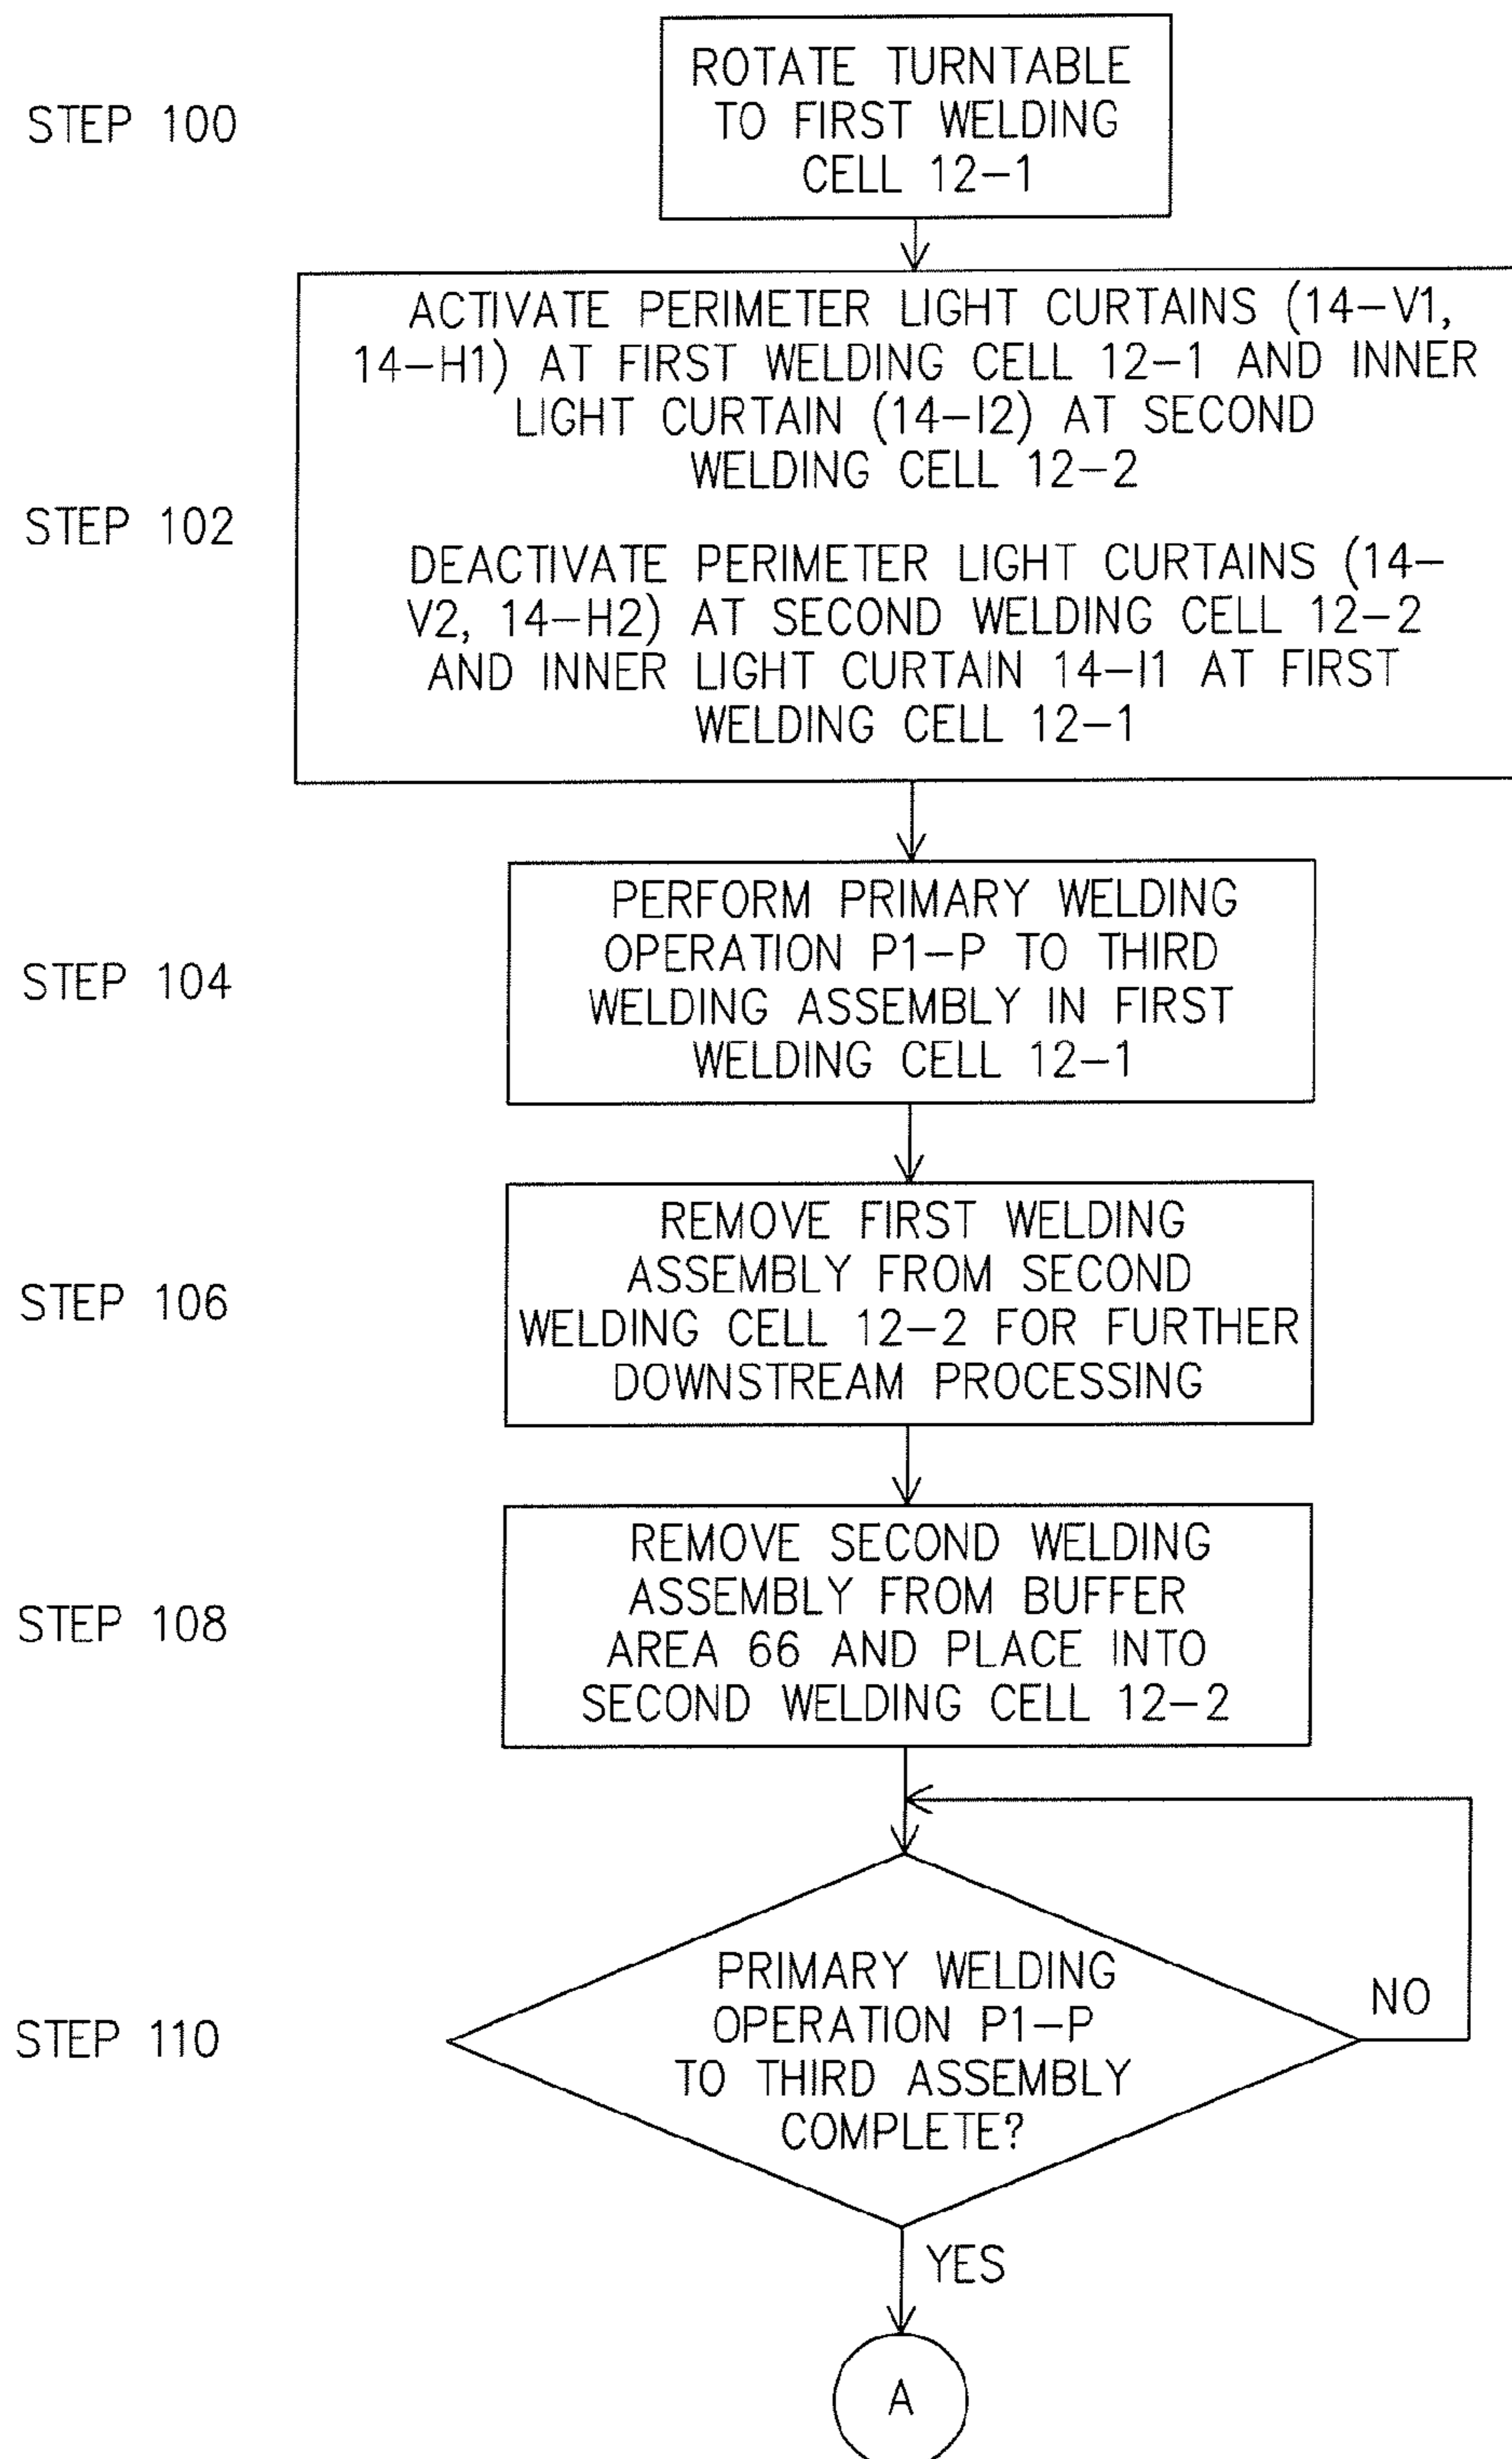 STEP 100
ROTATE TURNTABLE
TO FIRST WELDING
CELL 12-1
STEP 102
ACTIVATE PERIMETER LIGHT CURTAINS (14-V1,
14-H1) AT FIRST WELDING CELL 12-1 AND INNER
LIGHT CURTAIN (14-I2) AT SECOND
WELDING CELL 12-2
DEACTIVATE PERIMETER LIGHT CURTAINS (14-
V2, 14-H2) AT SECOND WELDING CELL 12-2
AND INNER LIGHT CURTAIN 14-I1 AT FIRST
WELDING CELL 12-1
STEP 104
PERFORM PRIMARY WELDING
OPERATION P1-P TO THIRD
WELDING ASSEMBLY IN FIRST
WELDING CELL 12-1
STEP 106
REMOVE FIRST WELDING
ASSEMBLY FROM SECOND
WELDING CELL 12-2 FOR FURTHER
DOWNSTREAM PROCESSING
STEP 108
REMOVE SECOND WELDING
ASSEMBLY FROM BUFFER
AREA 66 AND PLACE INTO
SECOND WELDING CELL 12-2
STEP 110
PRIMARY WELDING
OPERATION P1-P
TO THIRD ASSEMBLY
COMPLETE?
NO
YES
A